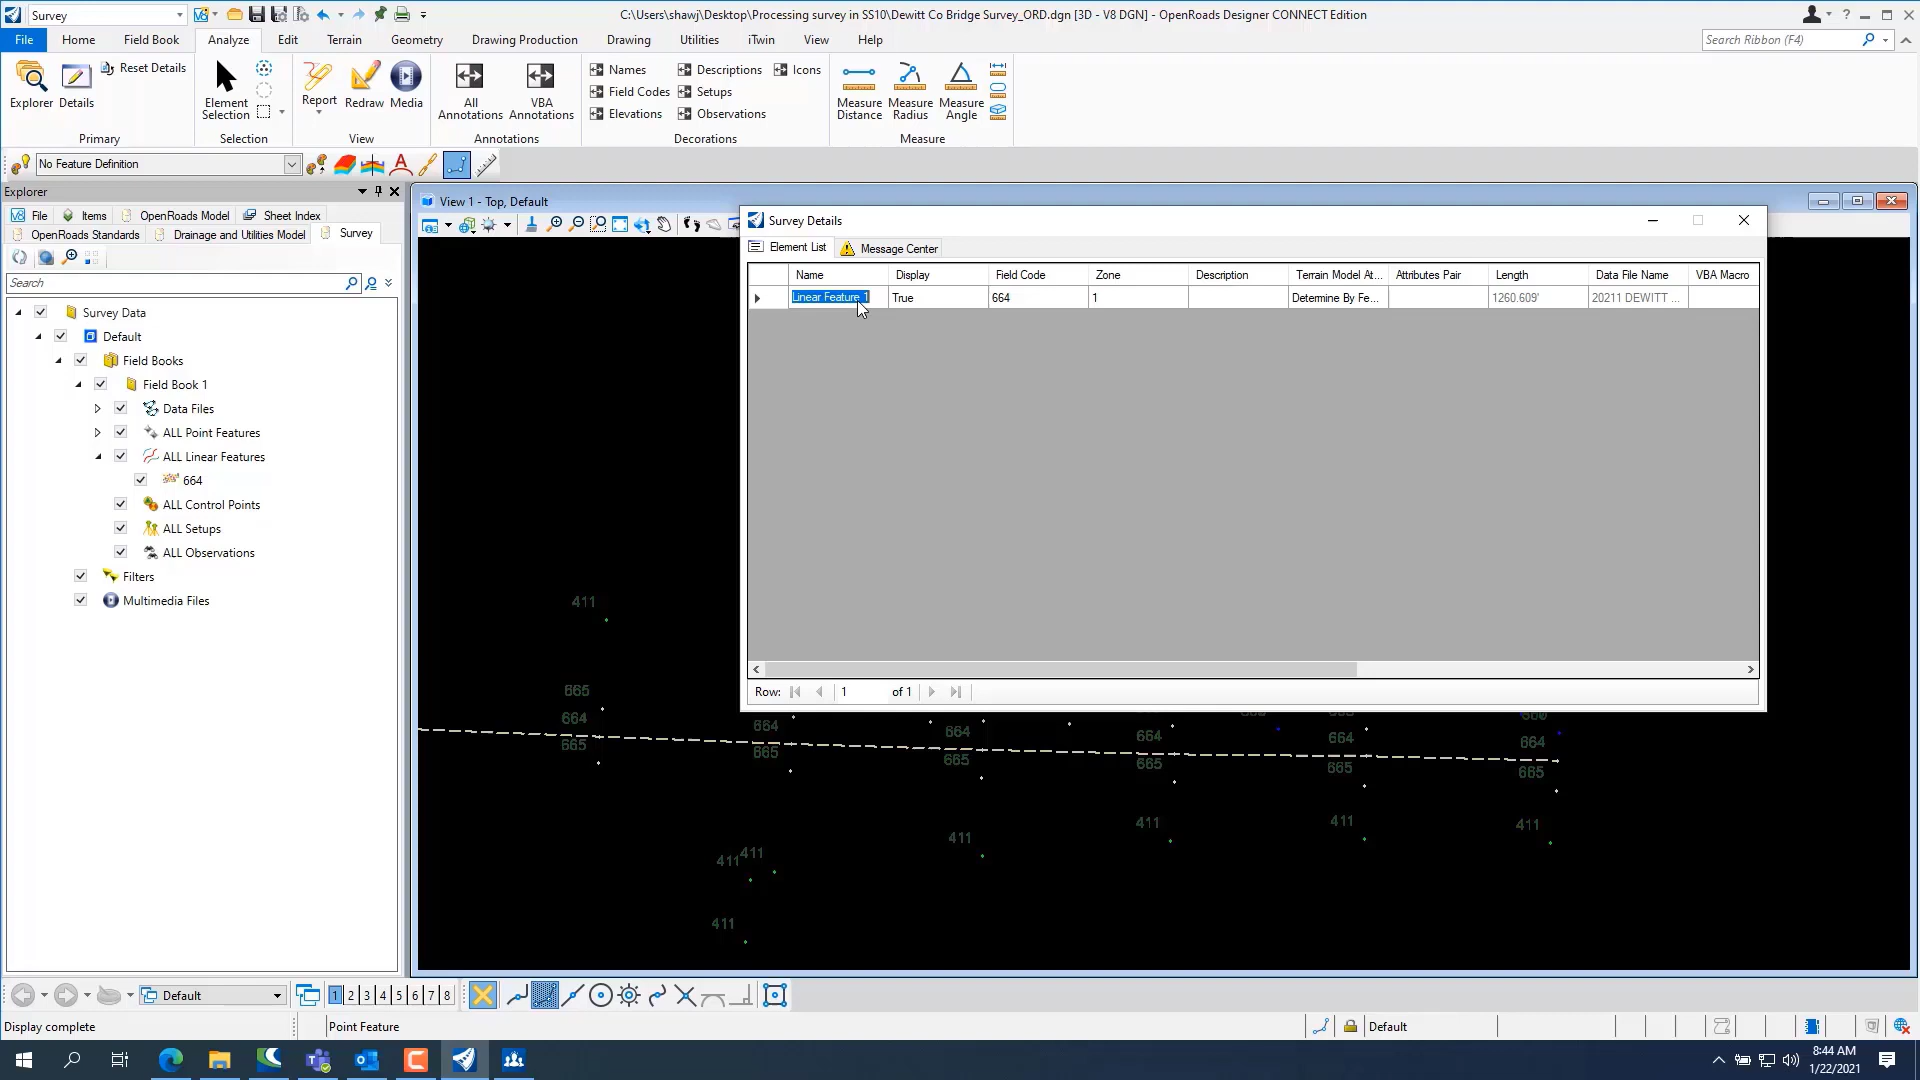 Survey
C:\Users\shawj\Desktop\Processing survey in SS10\Dewitt Co Bridge Survey_ORD.dgn [3D - V8 DGN] - OpenRoads Designer CONNECT Edition
File Home Field Book Analyze Edit Terrain Geometry Drawing Production Drawing Utilities iTwin View Help Search Ribbon (F4)
Explorer Details Reset Details
Primary
Element Selection
Selection
Report Redraw Media
View
All Annotations VBA Annotations
Annotations
Names Descriptions Icons
Field Codes Setups
Elevations Observations
Decorations
Measure Distance Measure Radius Measure Angle
Measure
No Feature Definition
Explorer
File Items OpenRoads Model Sheet Index
OpenRoads Standards Drainage and Utilities Model Survey
Search
Survey Data
Default
Field Books
Field Book 1
Data Files
ALL Point Features
ALL Linear Features
664
ALL Control Points
ALL Setups
ALL Observations
Filters
Multimedia Files
View 1 - Top, Default
Survey Details
Element List Message Center
Name Display Field Code Zone Description Terrain Model At... Attributes Pair Length Data File Name VBA Macro
Linear Feature 1 True 664 1 Determine By Fe... 1260.609' 20211 DEWITT ...
Row: 1 of 1
411
665
664
665
664
665
664
665
664
665
664
665
664
665
411
411
411
411
411
411
411
Default
1 2 3 4 5 6 7 8
Display complete
Point Feature
Default
8:44 AM
1/22/2021